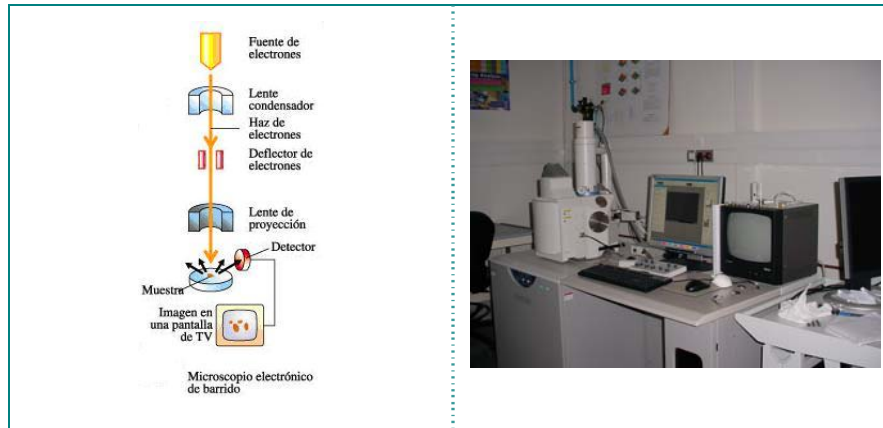 Fuente de
electrones
Lente
condensador
Haz de
electrones
Deflector de
electrones
Lente de
proyección
Detector
Muestra
Imagen en
una pantalla
de TV
Microscopio electrónico
de barrido